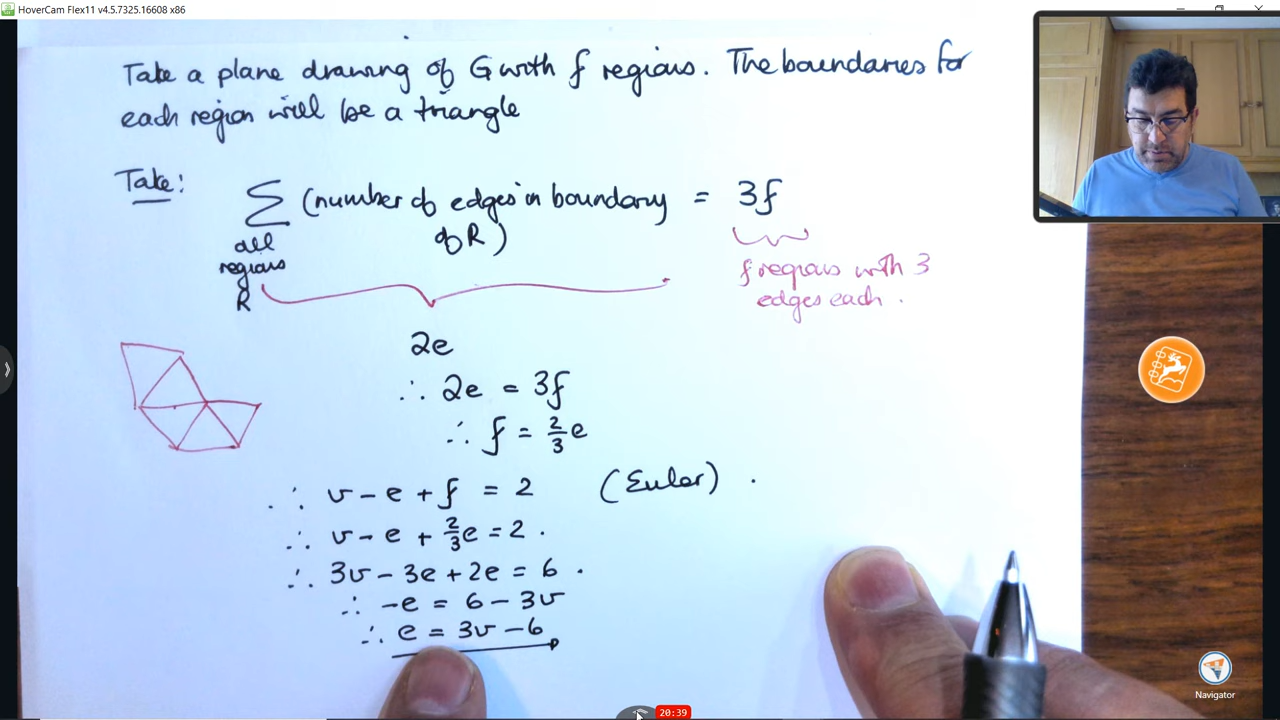 HoverCam Flex11 v4.5.7325.16608 x86
Take a plane drawing of G with f regions. The boundaries for
each region will be a triangle
Take:
∑ (number of edges in boundary = 3f
all regions R
of R)
f regions with 3
edges each.
2e
∴ 2e = 3f
∴ f = 2/3 e
∴ v - e + f = 2 (Euler).
∴ v - e + 2/3 e = 2.
∴ 3v - 3e + 2e = 6.
∴ -e = 6 - 3v
∴ e = 3v - 6
Navigator
20:39